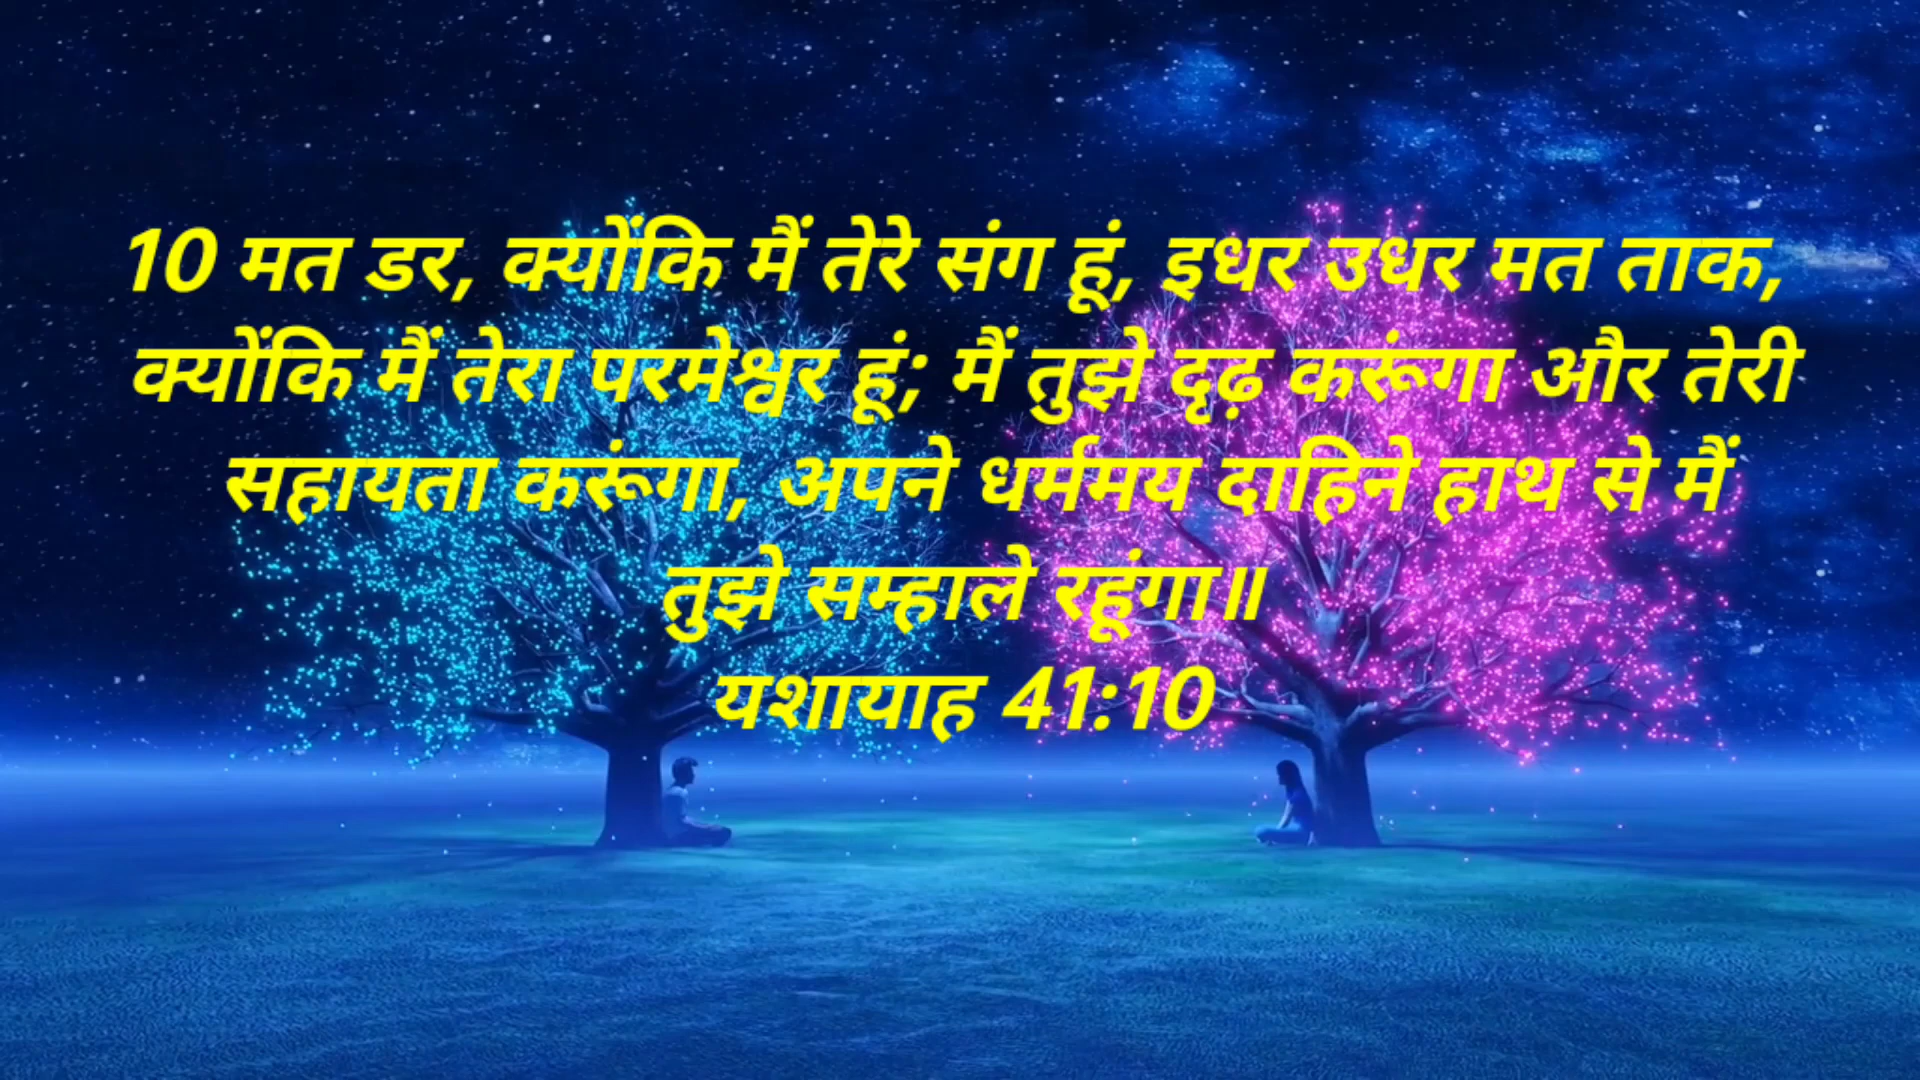 10 मत डर, क्योंकि मैं तेरे संग हूं, इधर उधर मत ताक,
क्योंकि मैं तेरा परमेश्वर हूं; मैं तुझे दृढ़ करूंगा और तेरी
सहायता करूंगा, अपने धर्ममय दाहिने हाथ से मैं
तुझे सम्हाले रहूंगा॥
यशायाह 41:10